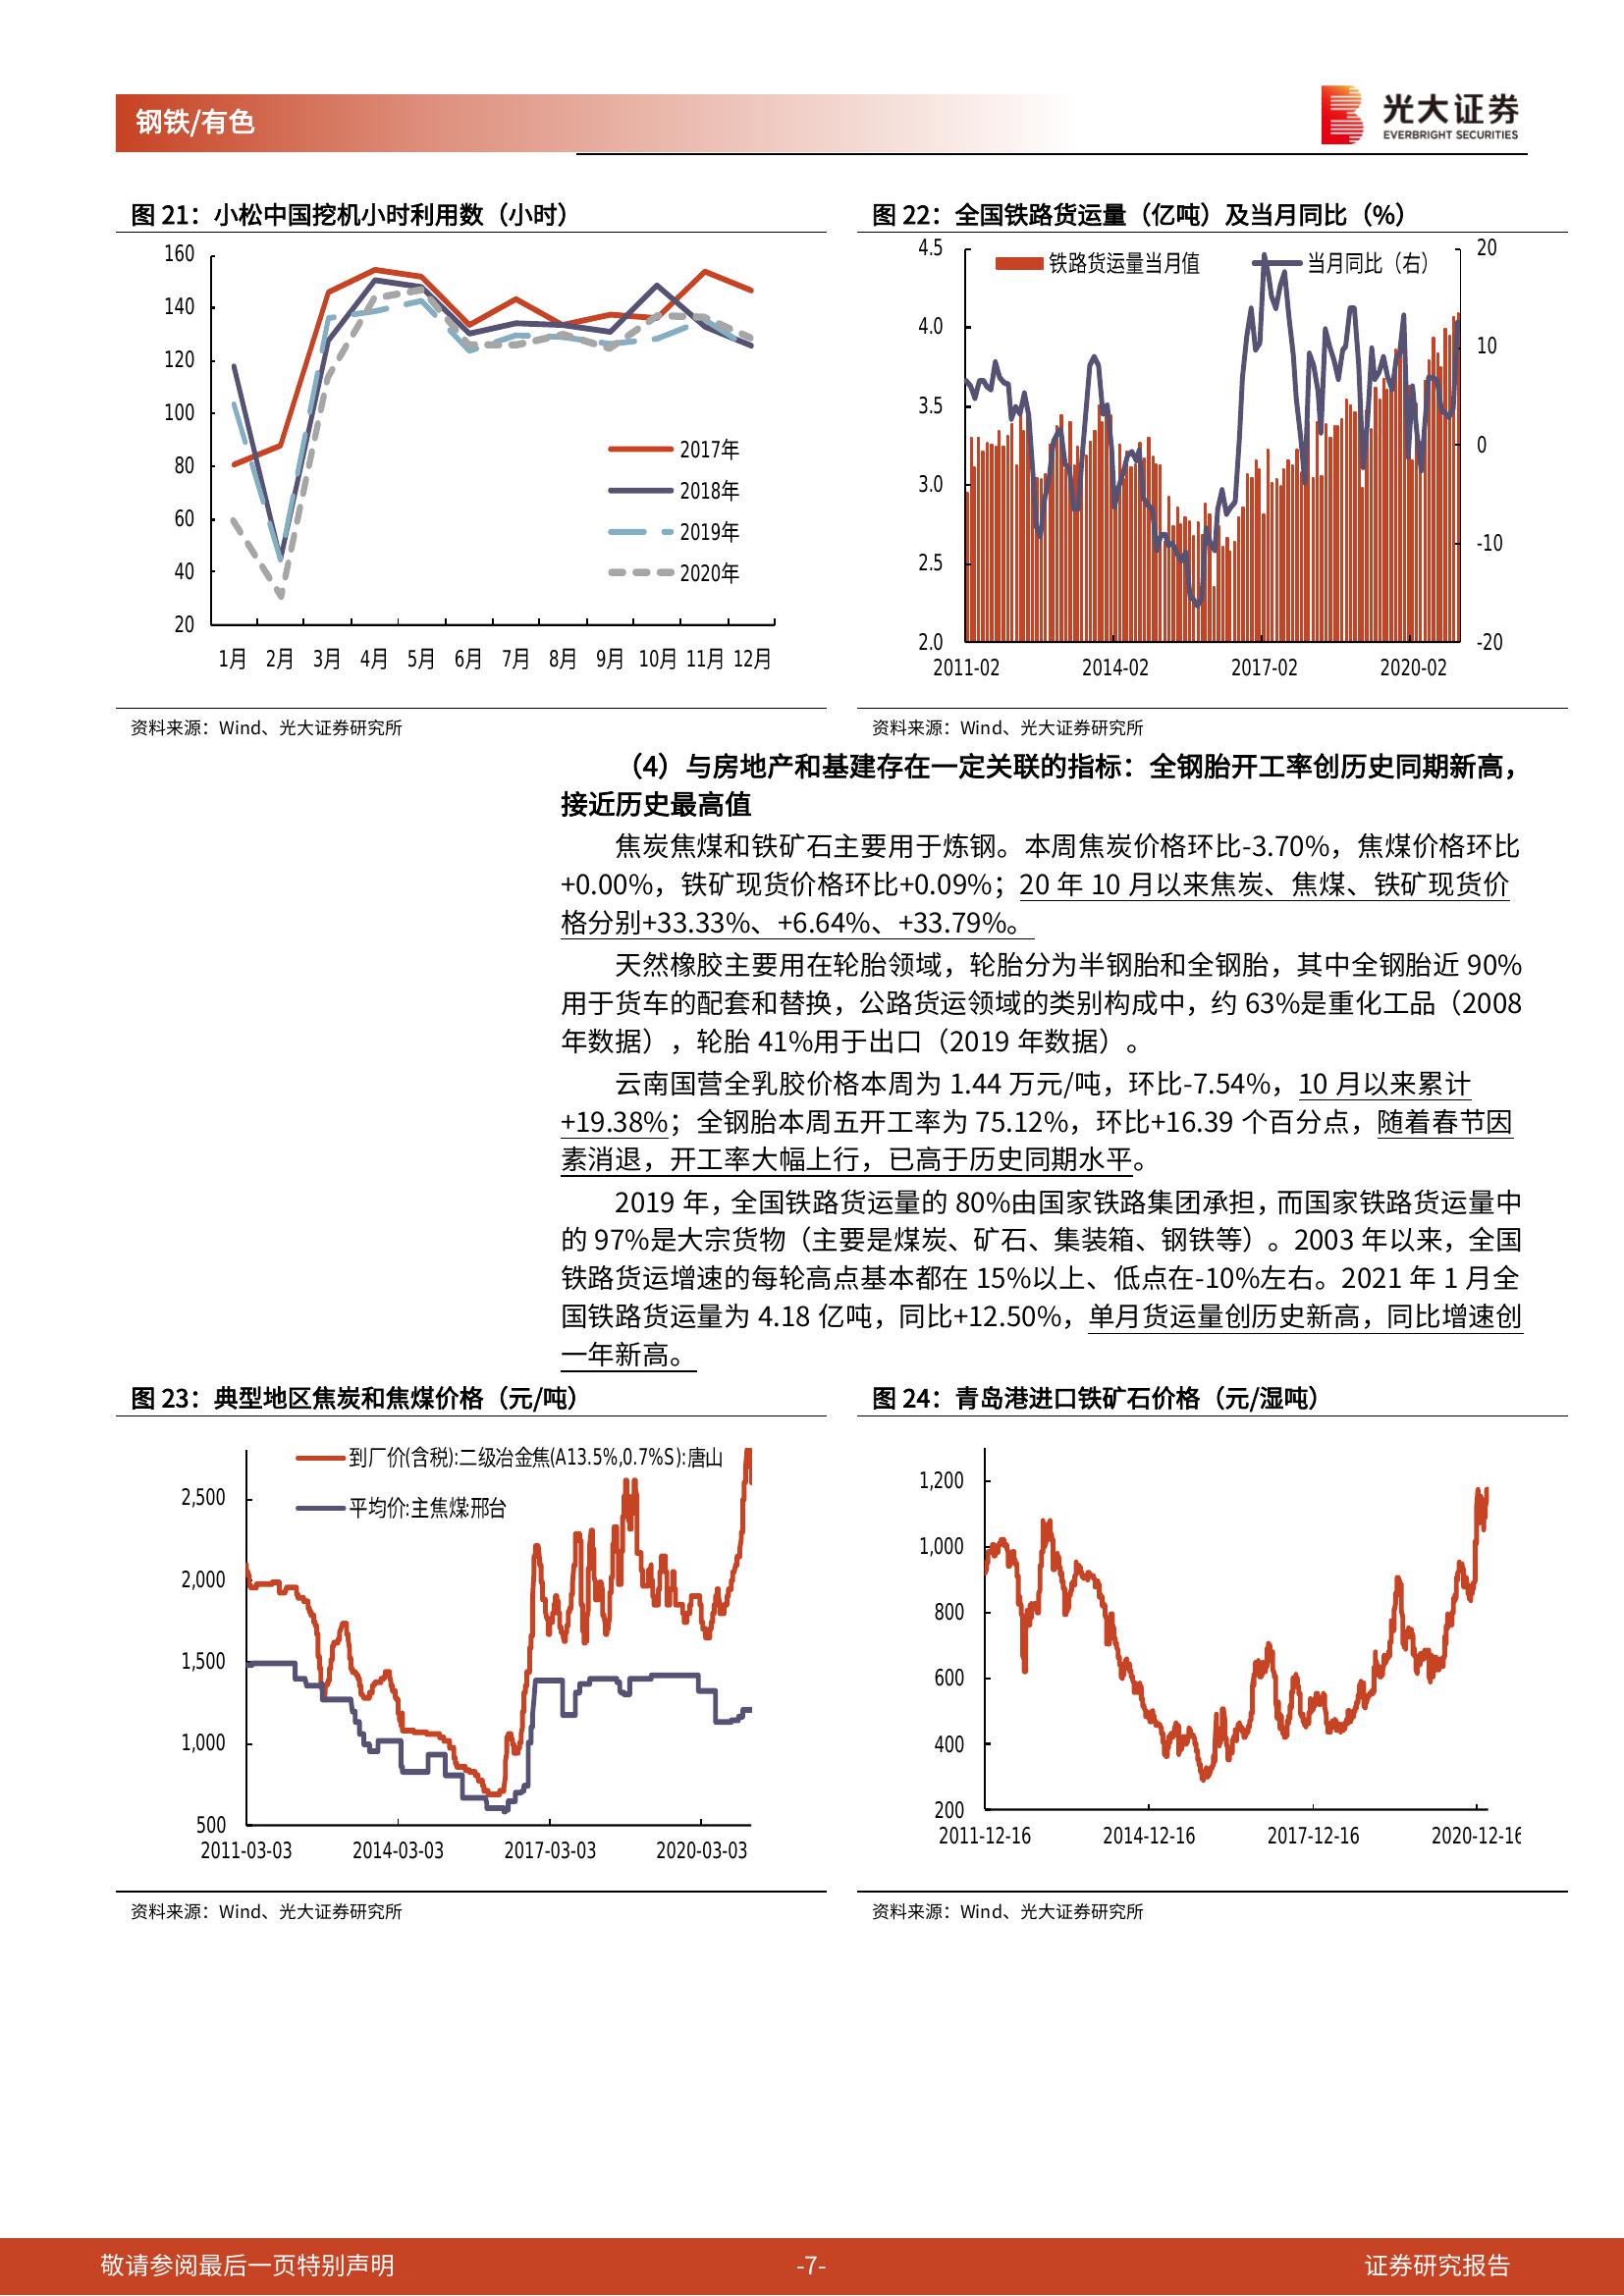 钢铁/有色
光大证券
EVERBRIGHT SECURITIES
图 21：小松中国挖机小时利用数（小时）
160
140
120
100
80
60
40
20
1月 2月 3月 4月 5月 6月 7月 8月 9月 10月 11月 12月
2017年
2018年
2019年
2020年
资料来源：Wind、光大证券研究所
图 22：全国铁路货运量（亿吨）及当月同比（%）
铁路货运量当月值 当月同比（右）
4.5
4.0
3.5
3.0
2.5
2.0
20
10
0
-10
-20
2011-02 2014-02 2017-02 2020-02
资料来源：Wind、光大证券研究所
（4）与房地产和基建存在一定关联的指标：全钢胎开工率创历史同期新高，
接近历史最高值
焦炭焦煤和铁矿石主要用于炼钢。本周焦炭价格环比-3.70%，焦煤价格环比
+0.00%，铁矿现货价格环比+0.09%；20 年 10 月以来焦炭、焦煤、铁矿现货价
格分别+33.33%、+6.64%、+33.79%。
天然橡胶主要用在轮胎领域，轮胎分为半钢胎和全钢胎，其中全钢胎近 90%
用于货车的配套和替换，公路货运领域的类别构成中，约 63%是重化工品（2008
年数据），轮胎 41%用于出口（2019 年数据）。
云南国营全乳胶价格本周为 1.44 万元/吨，环比-7.54%，10 月以来累计
+19.38%；全钢胎本周五开工率为 75.12%，环比+16.39 个百分点，随着春节因
素消退，开工率大幅上行，已高于历史同期水平。
2019 年，全国铁路货运量的 80%由国家铁路集团承担，而国家铁路货运量中
的 97%是大宗货物（主要是煤炭、矿石、集装箱、钢铁等）。2003 年以来，全国
铁路货运增速的每轮高点基本都在 15%以上、低点在-10%左右。2021 年 1 月全
国铁路货运量为 4.18 亿吨，同比+12.50%，单月货运量创历史新高，同比增速创
一年新高。
图 23：典型地区焦炭和焦煤价格（元/吨）
到厂价(含税):二级冶金焦(A13.5%,0.7%S):唐山
平均价:主焦煤:邢台
2,500
2,000
1,500
1,000
500
2011-03-03 2014-03-03 2017-03-03 2020-03-03
资料来源：Wind、光大证券研究所
图 24：青岛港进口铁矿石价格（元/湿吨）
1,200
1,000
800
600
400
200
2011-12-16 2014-12-16 2017-12-16 2020-12-16
资料来源：Wind、光大证券研究所
敬请参阅最后一页特别声明
-7-
证券研究报告